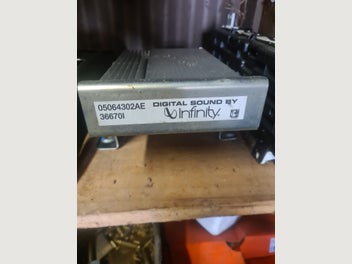 05064302AE
36670I
DIGITAL SOUND BY
Infinity.